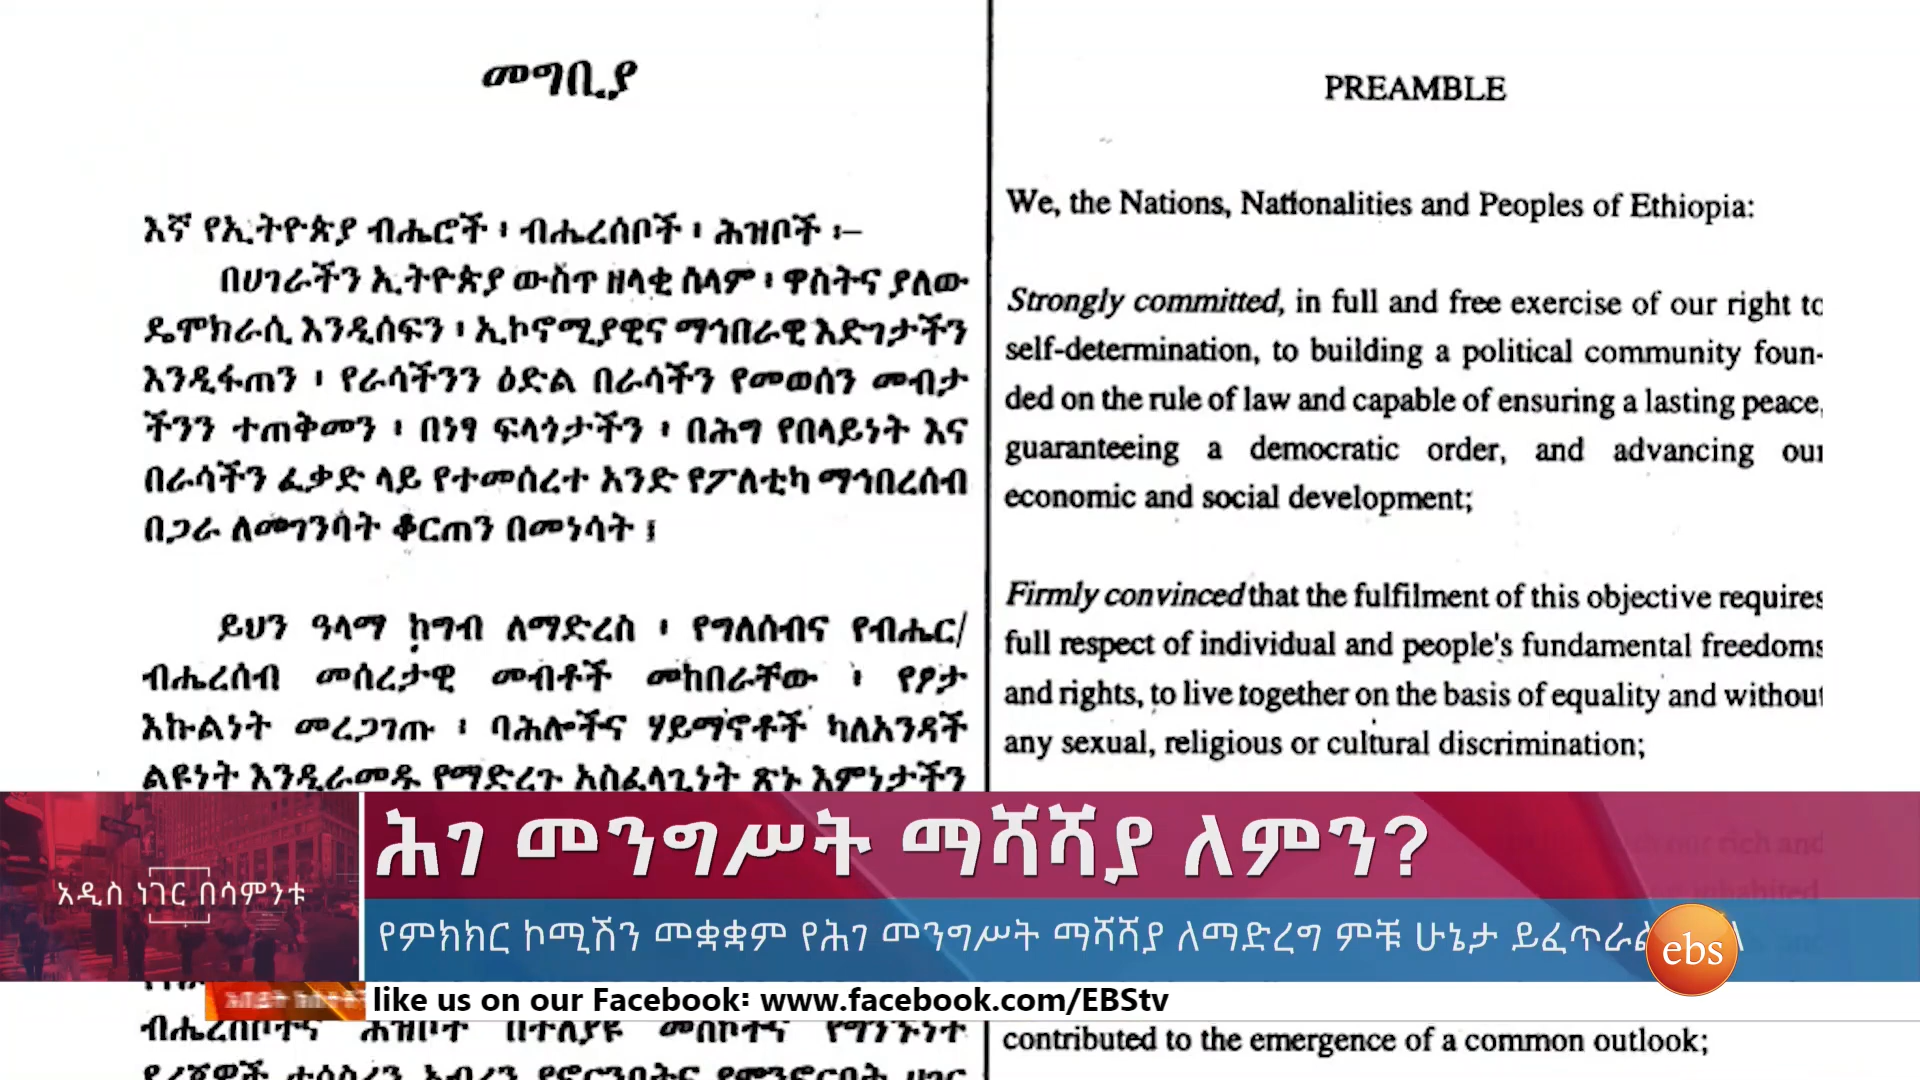 መግቢያ
እኛ የኢትዮጵያ ብሔሮች ፡ ብሔረሰቦች ፡ ሕዝቦች ፡–
በሀገራችን ኢትዮጵያ ውስጥ ዘላቂ ሰላም ፡ ዋስትና ያለው
ዴሞክራሲ እንዲሰፍን ፡ ኢኮኖሚያዊና ማኅበራዊ እድገታችን
እንዲፋጠን ፡ የራሳችንን ዕድል በራሳችን የመወሰን መብታ
ችንን ተጠቅመን ፡ በነፃ ፍላጎታችን ፡ በሕግ የበላይነት እና
በራሳችን ፈቃድ ላይ የተመሰረተ አንድ የፖለቲካ ማኅበረሰብ
በጋራ ለመገንባት ቆርጠን በመነሳት ፤
ይህን ዓላማ ከግብ ለማድረስ ፡ የግለሰብና የብሔር/
ብሔረሰብ መሰረታዊ መብቶች መከበራቸው ፡ የፆታ
እኩልነት መረጋገጡ ፡ ባሕሎችና ሃይማኖቶች ካለአንዳች
ልዩነት እንዲራመዱ የማድረጉ አስፈላጊነት ጽኑ እምነታችን
ብሔረሰቦችና ሕዝቦች በተለያዩ መስኮችና የግንኙነት
PREAMBLE
We, the Nations, Nationalities and Peoples of Ethiopia:
Strongly committed, in full and free exercise of our right to
self-determination, to building a political community foun-
ded on the rule of law and capable of ensuring a lasting peace,
guaranteeing a democratic order, and advancing our
economic and social development;
Firmly convinced that the fulfilment of this objective requires
full respect of individual and people's fundamental freedoms
and rights, to live together on the basis of equality and without
any sexual, religious or cultural discrimination;
rich and
inhabited
contributed to the emergence of a common outlook;
ሕገ መንግሥት ማሻሻያ ለምን?
አዲስ ነገር በሳምንቱ
የምክክር ኮሚሽን መቋቋም የሕገ መንግሥት ማሻሻያ ለማድረግ ምቹ ሁኔታ
ebs
like us on our Facebook፡ www.facebook.com/EBStv